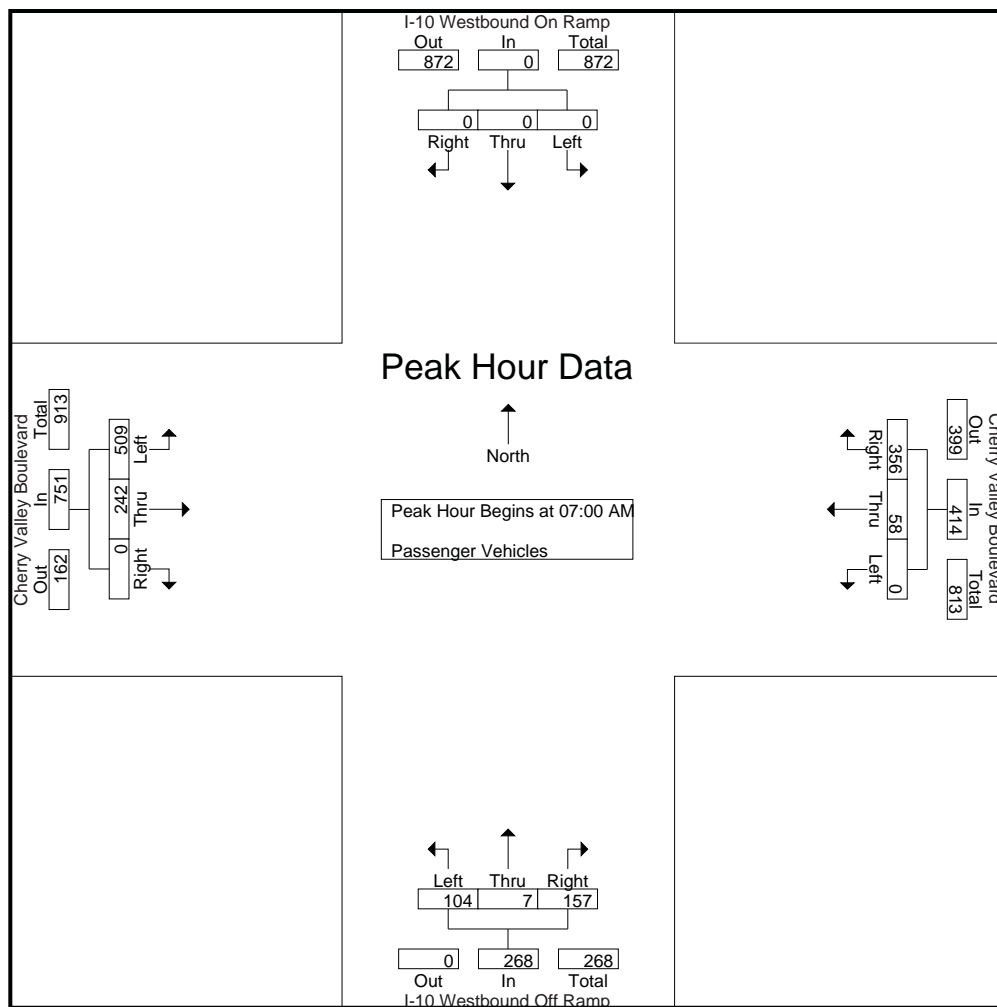 I-10 Westbound On Ramp
Out In Total
872 0 872
0 0 0
Right Thru Left
Peak Hour Data
North
Peak Hour Begins at 07:00 AM
Passenger Vehicles
Cherry Valley Boulevard
Total In Out
913 751 162
509 242 0
Left Thru Right
Cherry Valley Boulevard
Out In Total
399 414 813
356 58 0
Right Thru Left
Left Thru Right
104 7 157
0 268 268
Out In Total
I-10 Westbound Off Ramp